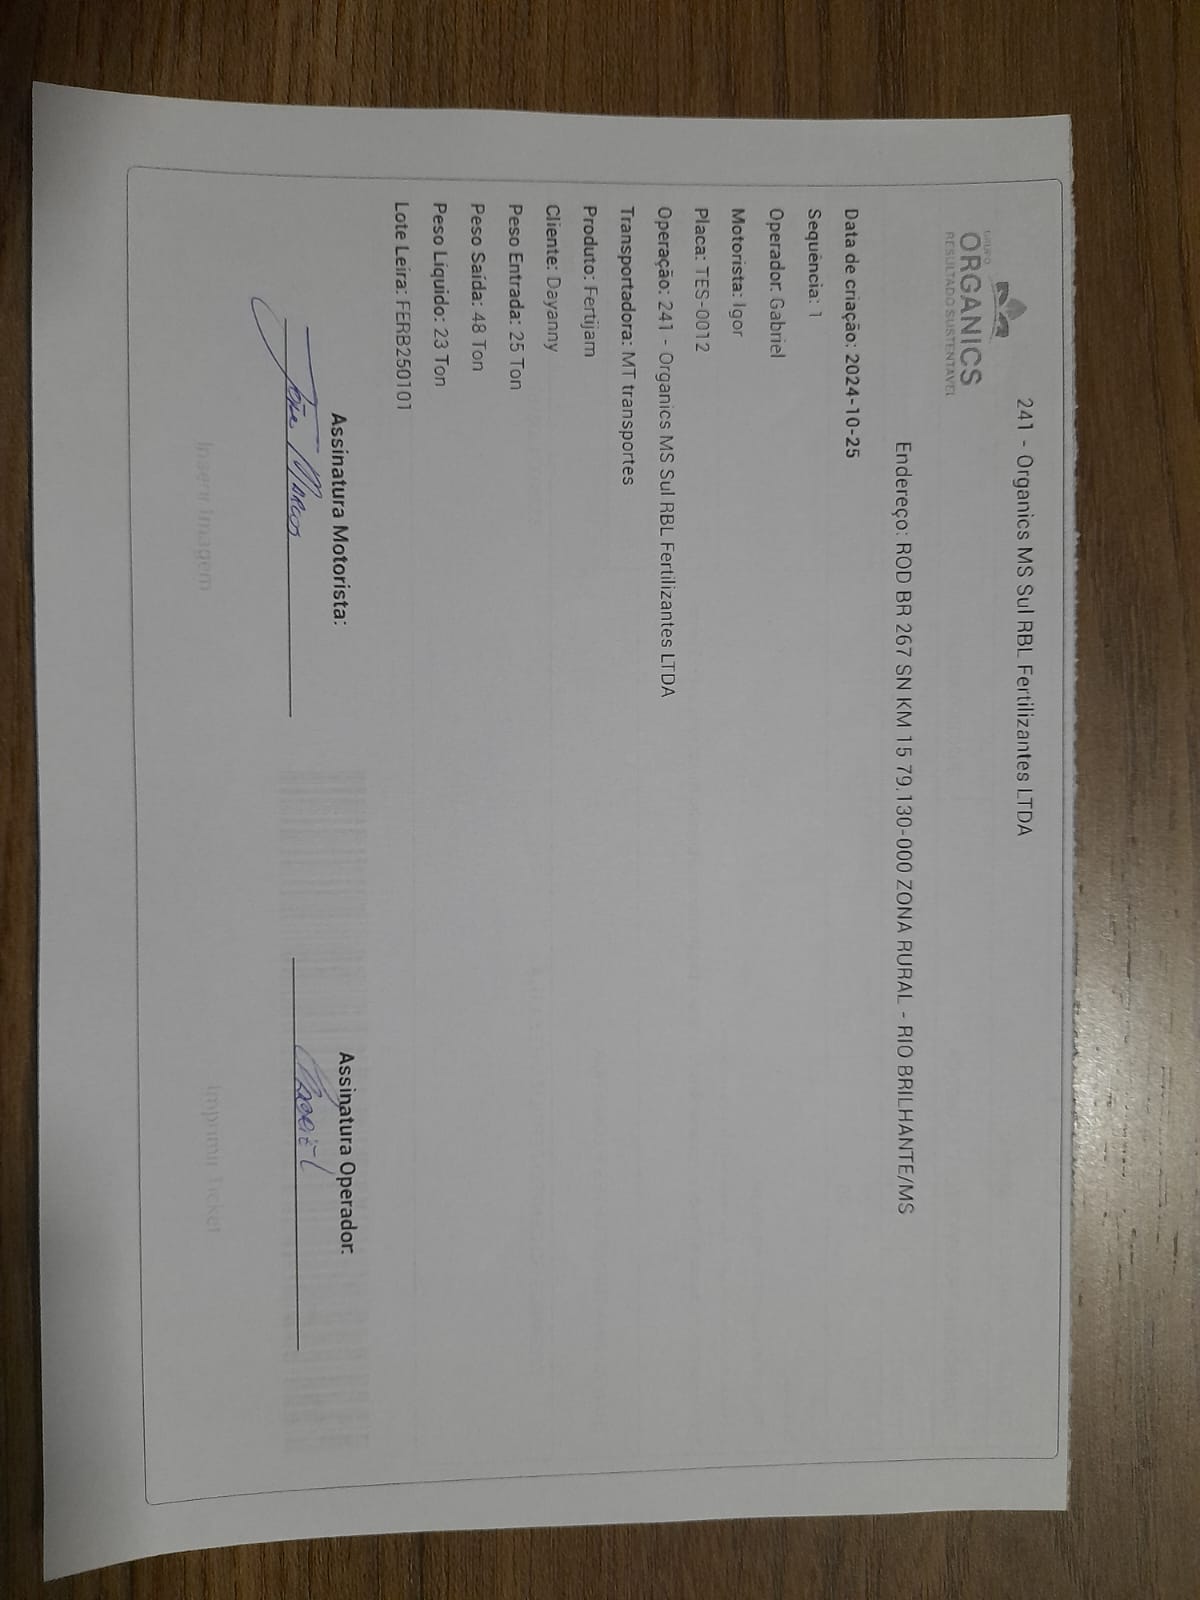 241 - Organics MS Sul RBL Fertilizantes LTDA
GRUPO
ORGANICS
RESULTADO SUSTENTÁVEL
Endereço: ROD BR 267 SN KM 15 79.130-000 ZONA RURAL - RIO BRILHANTE/MS
Data de criação: 2024-10-25
Sequência: 1
Operador: Gabriel
Motorista: Igor
Placa: TES-0012
Operação: 241 - Organics MS Sul RBL Fertilizantes LTDA
Transportadora: MT transportes
Produto: Fertijam
Cliente: Dayanny
Peso Entrada: 25 Ton
Peso Saída: 48 Ton
Peso Líquido: 23 Ton
Lote Leira: FERB250101
Assinatura Motorista: Assinatura Operador:
Marcos
Inserir Imagem Imprimir Ticket